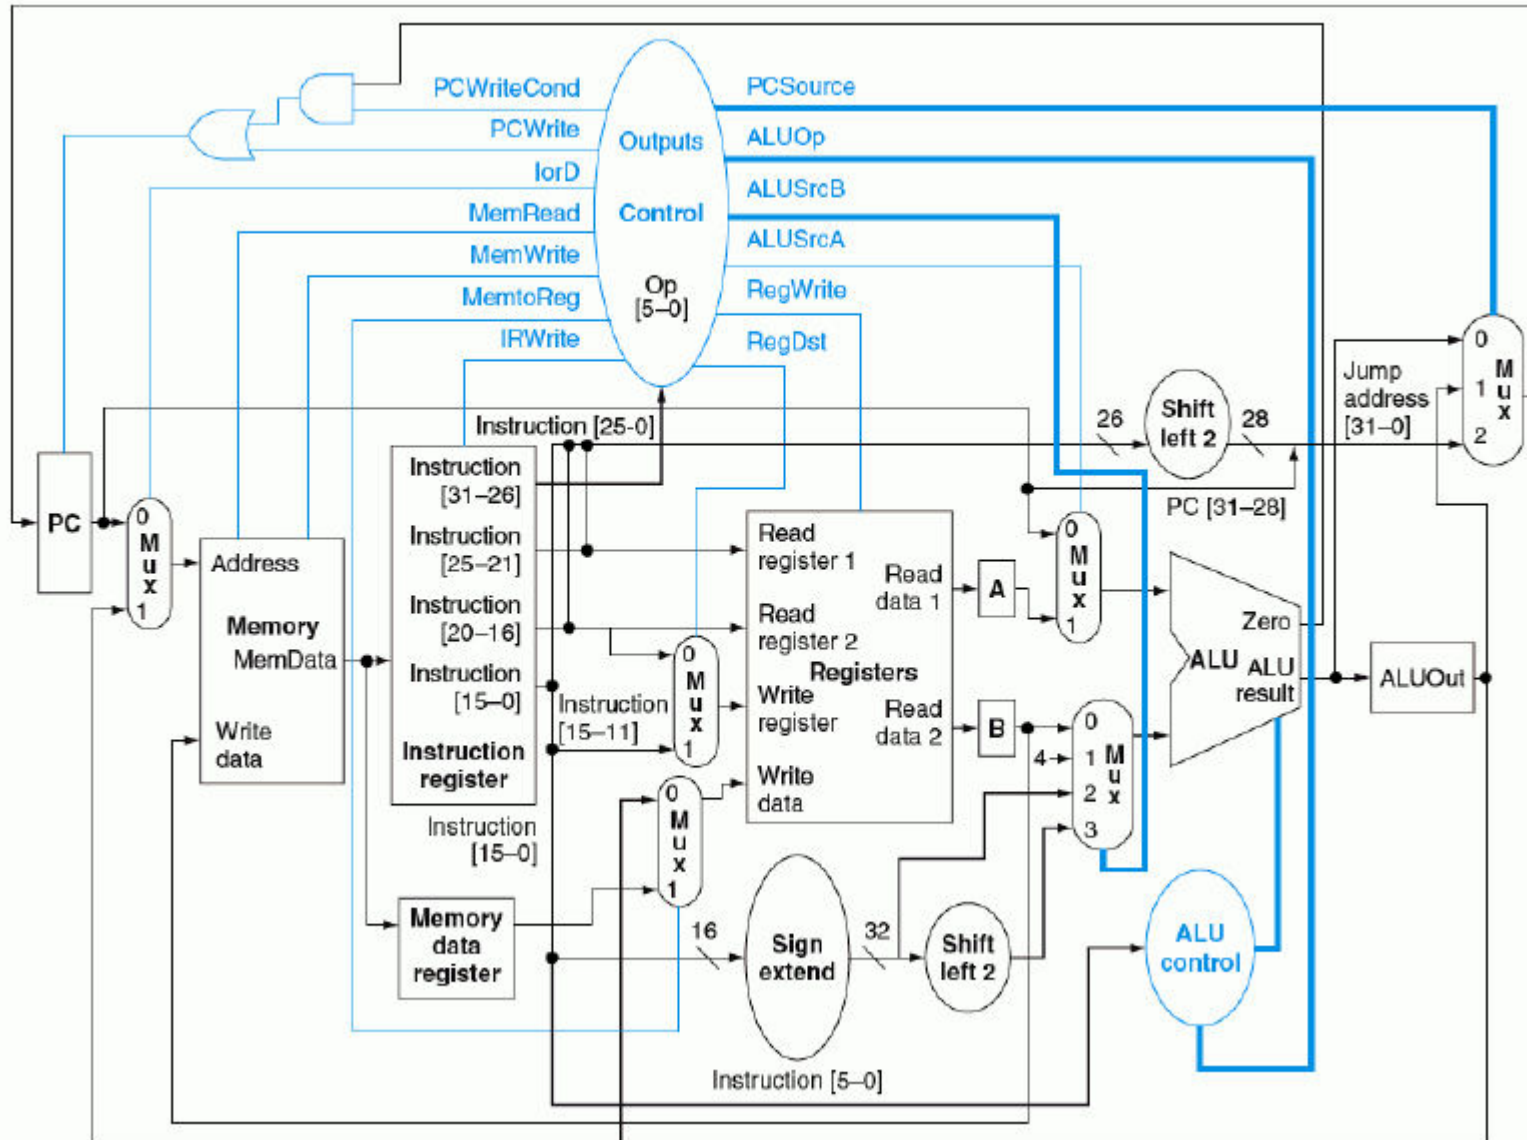 PCWriteCond
PCWrite
IorD
MemRead
MemWrite
MemtoReg
IRWrite
Outputs
Control
Op
[5–0]
PCSource
ALUOp
ALUSrcB
ALUSrcA
RegWrite
RegDst
PC
0
M
u
x
1
Address
Memory
MemData
Write
data
Instruction [25-0]
Instruction
[31–26]
Instruction
[25–21]
Instruction
[20–16]
Instruction
[15–0]
Instruction
register
Instruction
[15–0]
Memory
data
register
Instruction
[15–11]
0
M
u
x
1
0
M
u
x
1
Read
register 1
Read
register 2
Registers
Write
register
Write
data
Read
data 1
Read
data 2
A
B
16
Sign
extend
32
Shift
left 2
Instruction [5–0]
0
M
u
x
1
4
0
1
2
3
M
u
x
26
Shift
left 2
28
PC [31–28]
Jump
address
[31–0]
0
1
2
M
u
x
Zero
ALU
ALU
result
ALUOut
ALU
control